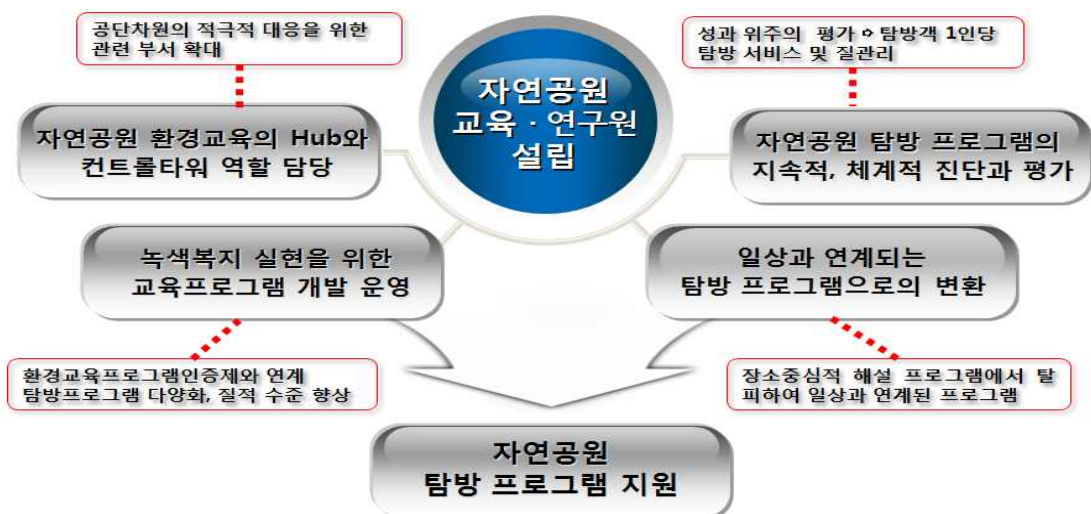 공단차원의 적극적 대응을 위한
관련 부서 확대
성과 위주의 평가 ⇨ 탐방객 1인당
탐방 서비스 및 질관리
자연공원
교육 · 연구원
설립
자연공원 환경교육의 Hub와
컨트롤타워 역할 담당
자연공원 탐방 프로그램의
지속적, 체계적 진단과 평가
녹색복지 실현을 위한
교육프로그램 개발 운영
일상과 연계되는
탐방 프로그램으로의 변환
환경교육프로그램인증제와 연계
탐방프로그램 다양화, 질적 수준 향상
장소중심적 해설 프로그램에서 탈
피하여 일상과 연계된 프로그램
자연공원
탐방 프로그램 지원